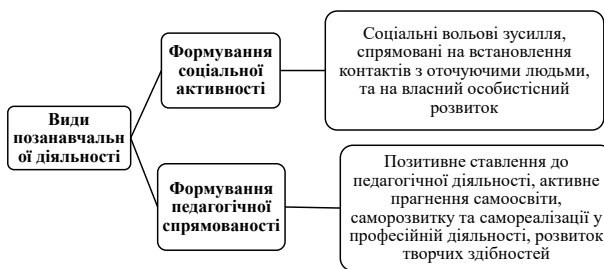 Види
позанавчальн
ої діяльності
Формування
соціальної
активності
Соціальні вольові зусилля,
спрямовані на встановлення
контактів з оточуючими людьми,
та на власний особистісний
розвиток
Формування
педагогічної
спрямованості
Позитивне ставлення до
педагогічної діяльності, активне
прагнення самоосвіти,
саморозвитку та самореалізації у
професійній діяльності, розвиток
творчих здібностей